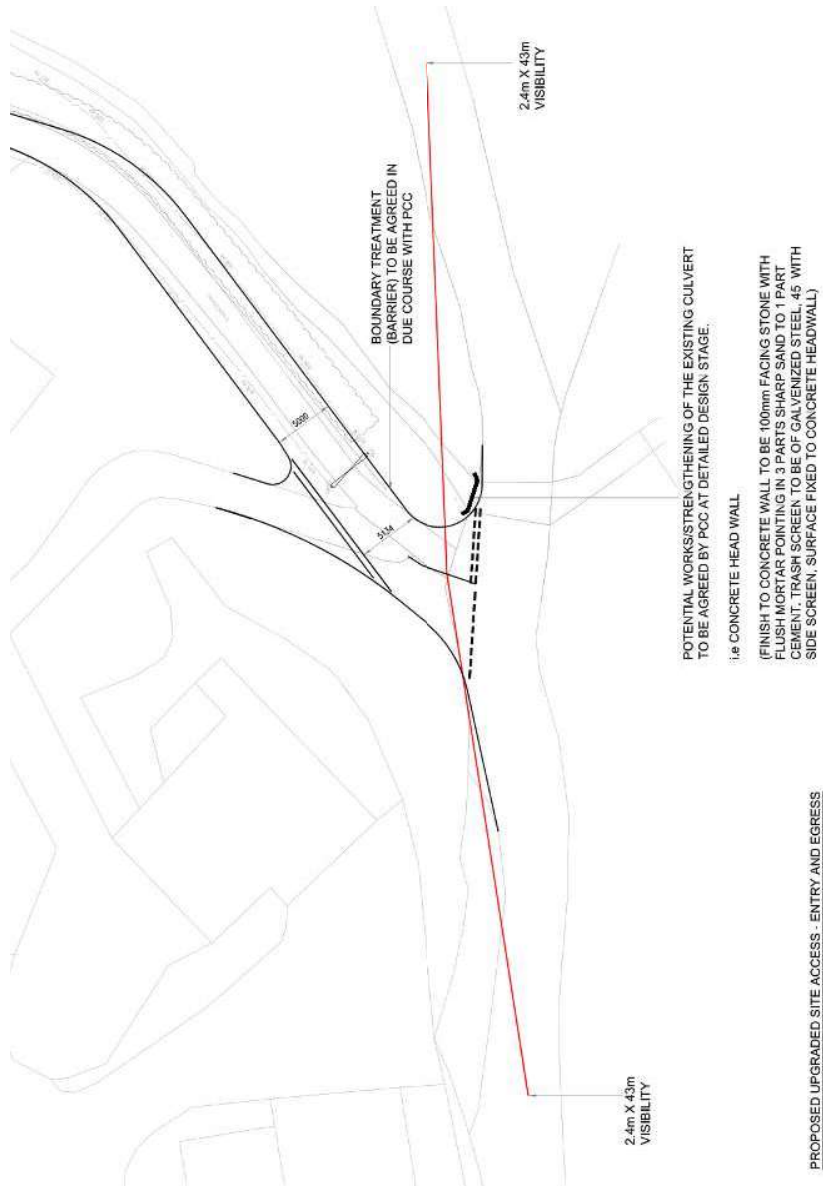 2.4m X 43m
VISIBILITY
BOUNDARY TREATMENT
(BARRIER) TO BE AGREED IN
DUE COURSE WITH PCC
5000
5134
POTENTIAL WORKS/STRENGTHENING OF THE EXISTING CULVERT
TO BE AGREED BY PCC AT DETAILED DESIGN STAGE.
i.e CONCRETE HEAD WALL
(FINISH TO CONCRETE WALL TO BE 100mm FACING STONE WITH
FLUSH MORTAR POINTING IN 3 PARTS SHARP SAND TO 1 PART
CEMENT, TRASH SCREEN TO BE OF GALVANIZED STEEL, 45 WITH
SIDE SCREEN, SURFACE FIXED TO CONCRETE HEADWALL)
2.4m X 43m
VISIBILITY
PROPOSED UPGRADED SITE ACCESS - ENTRY AND EGRESS